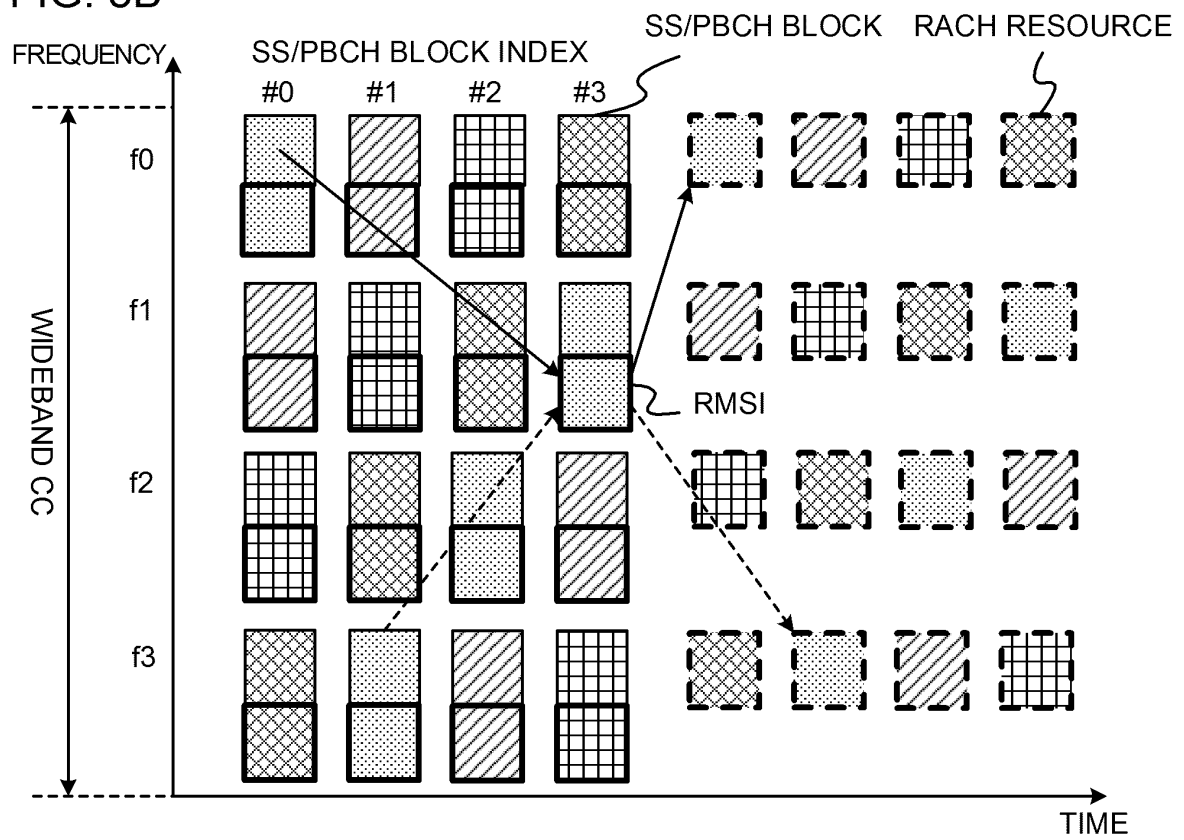 FIG. 8B
FREQUENCY
SS/PBCH BLOCK INDEX
SS/PBCH BLOCK
RACH RESOURCE
#0 #1 #2 #3
f0
f1
WIDEBAND CC
RMSI
f2
f3
TIME